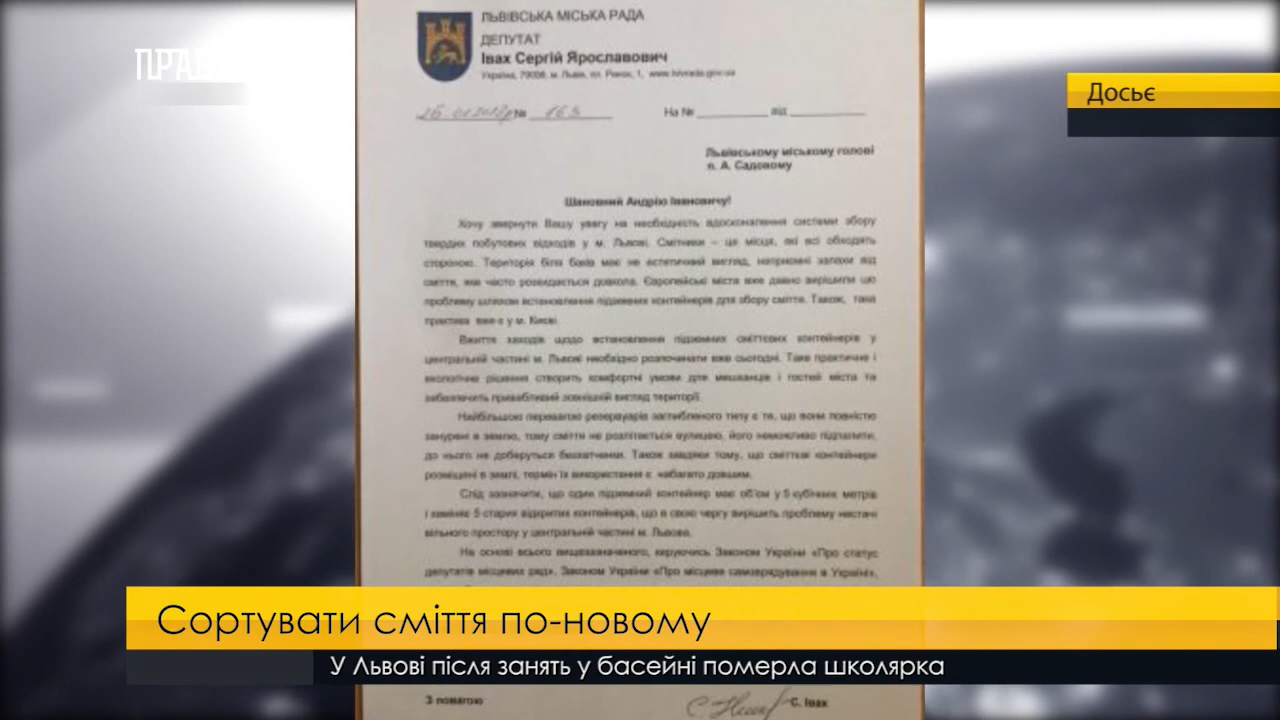 ПРАВ
Досьє
ЛЬВІВСЬКА МІСЬКА РАДА
ДЕПУТАТ
Івах Сергій Ярославович
Україна, 79006, м. Львів, пл. Ринок, 1, www.lvivrada.gov.ua
№ 163 На № від
Львівському міському голові
п. А. Садовому
Шановний Андрію Івановичу!
Хочу звернути Вашу увагу на необхідність вдосконалення системи збору
твердих побутових відходів у м. Львові. Смітники – це місця, які всі обходять
стороною. Територія біля баків має не естетичний вигляд, неприємні запахи від
сміття, яке часто розкидається довкола. Європейські міста вже давно вирішили цю
проблему шляхом встановлення підземних контейнерів для збору сміття. Також, така
практика вже є у м. Києві.
Вжиття заходів щодо встановлення підземних сміттєвих контейнерів у
центральній частині м. Львові необхідно розпочинати вже сьогодні. Таке практичне і
екологічне рішення створить комфортні умови для мешканців і гостей міста та
забезпечить привабливий зовнішній вигляд території.
Найбільшою перевагою резервуарів заглибленого типу є те, що вони повністю
занурені в землю, тому сміття не розлітається вулицею, його неможливо підпалити,
до нього не доберуться безхатченки. Також завдяки тому, що сміттєві контейнери
розміщені в землі, термін їх використання є набагато довшим.
Слід зазначити, що один підземний контейнер має об'єм у 5 кубічних метрів
і заміняє 5 старих відкритих контейнерів, що в свою чергу вирішить проблему нестачі
вільного простору у центральній частині м. Львова.
На основі всього вищезазначеного, керуючись Законом України «Про статус
депутатів місцевих рад», Законом України «Про місцеве самоврядування в Україні»,
Сортувати сміття по-новому
У Львові після занять у басейні померла школярка
З повагою С. Івах